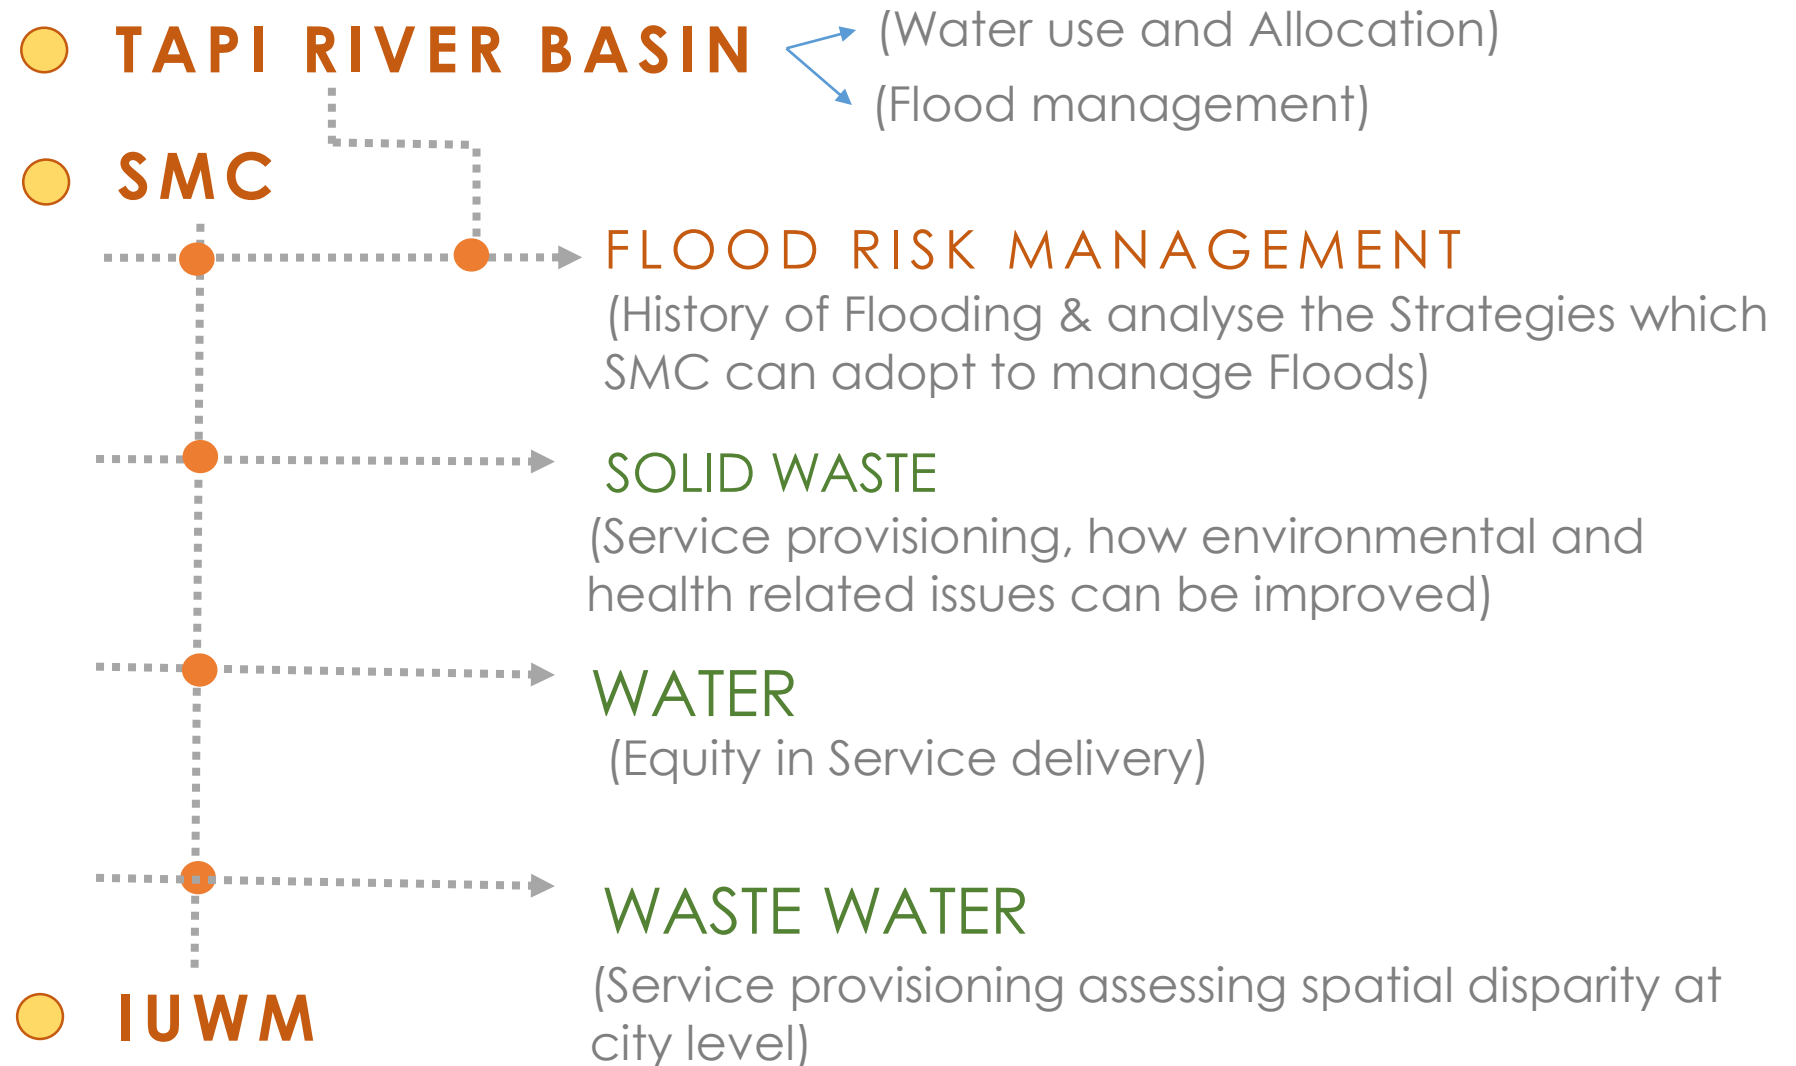 TAPI RIVER BASIN
(Water use and Allocation)
(Flood management)
SMC
FLOOD RISK MANAGEMENT
(History of Flooding & analyse the Strategies which
SMC can adopt to manage Floods)
SOLID WASTE
(Service provisioning, how environmental and
health related issues can be improved)
WATER
(Equity in Service delivery)
WASTE WATER
(Service provisioning assessing spatial disparity at
city level)
IUWM